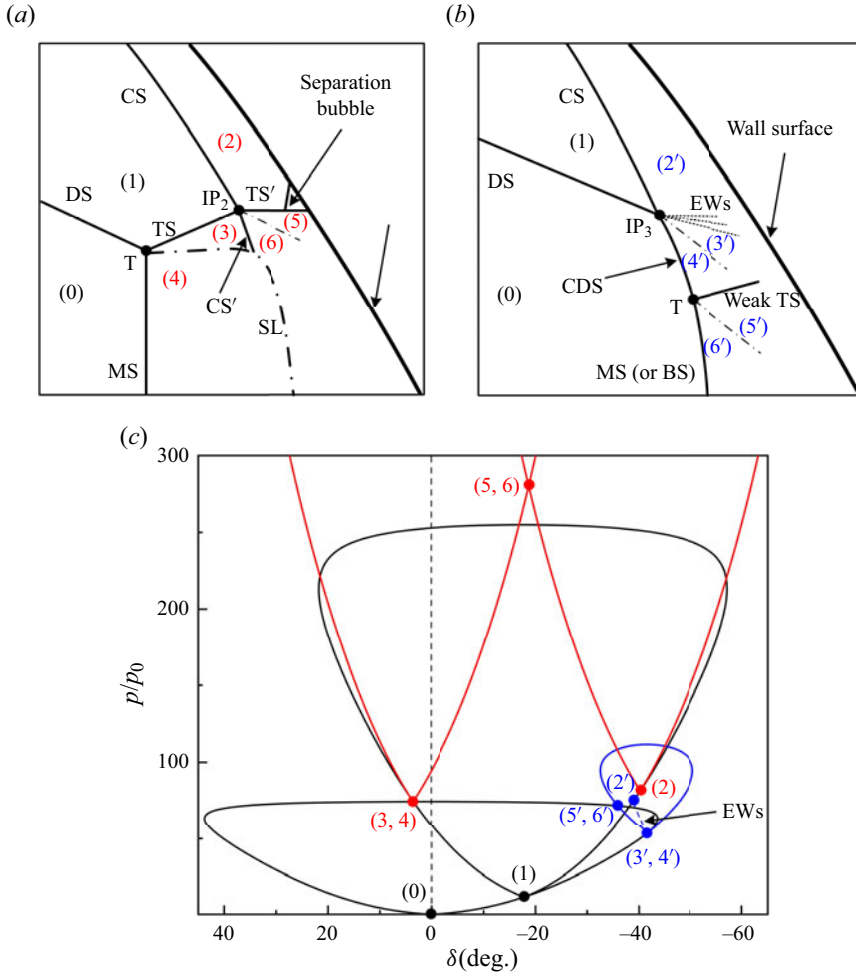 (a)
(b)
CS
Separation
bubble
(2)
(1)
IP2
TS′
DS
TS
(5)
(3)
(6)
T
(4)
(0)
CS′
SL
MS
CS
(1)
(2′)
Wall surface
DS
EWs
IP3
(3′)
(4′)
CDS
(0)
T
Weak TS
(5′)
(6′)
MS (or BS)
(c)
300
(5, 6)
200
p/p0
100
(2′)
(2)
(3, 4)
(5′, 6′)
EWs
(3′, 4′)
(0)
(1)
40
20
0
−20
−40
−60
δ(deg.)